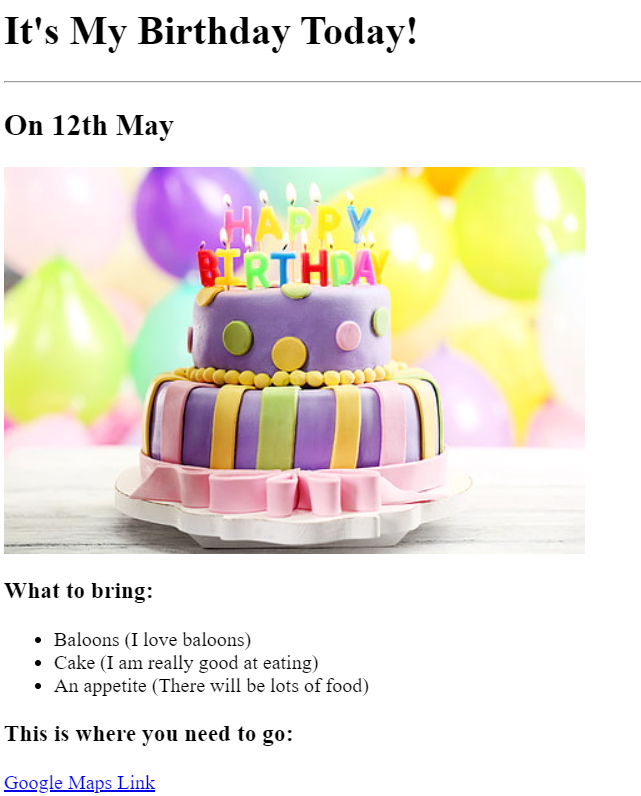 It's My Birthday Today!
On 12th May
HAPPY
BIRTHDAY
What to bring:
Baloons (I love baloons)
Cake (I am really good at eating)
An appetite (There will be lots of food)
This is where you need to go:
Google Maps Link